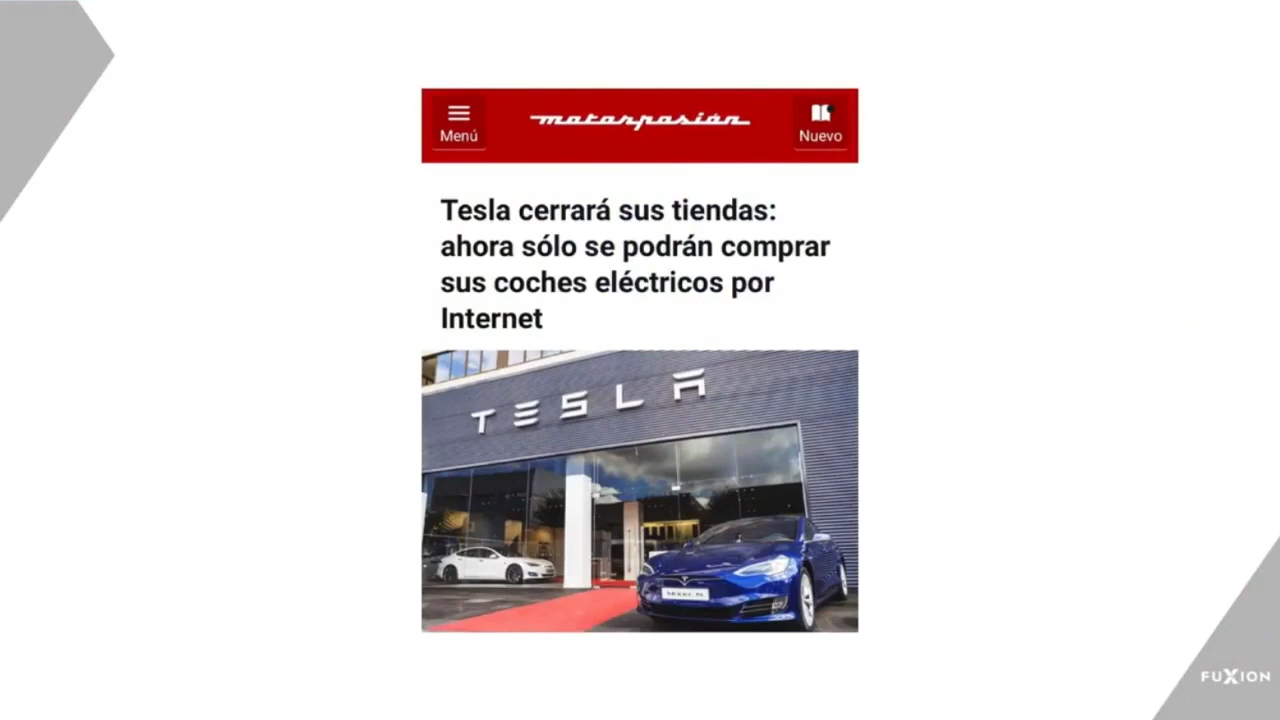 Menú
motorpasión
Nuevo
Tesla cerrará sus tiendas:
ahora sólo se podrán comprar
sus coches eléctricos por
Internet
TESLA
FUXION